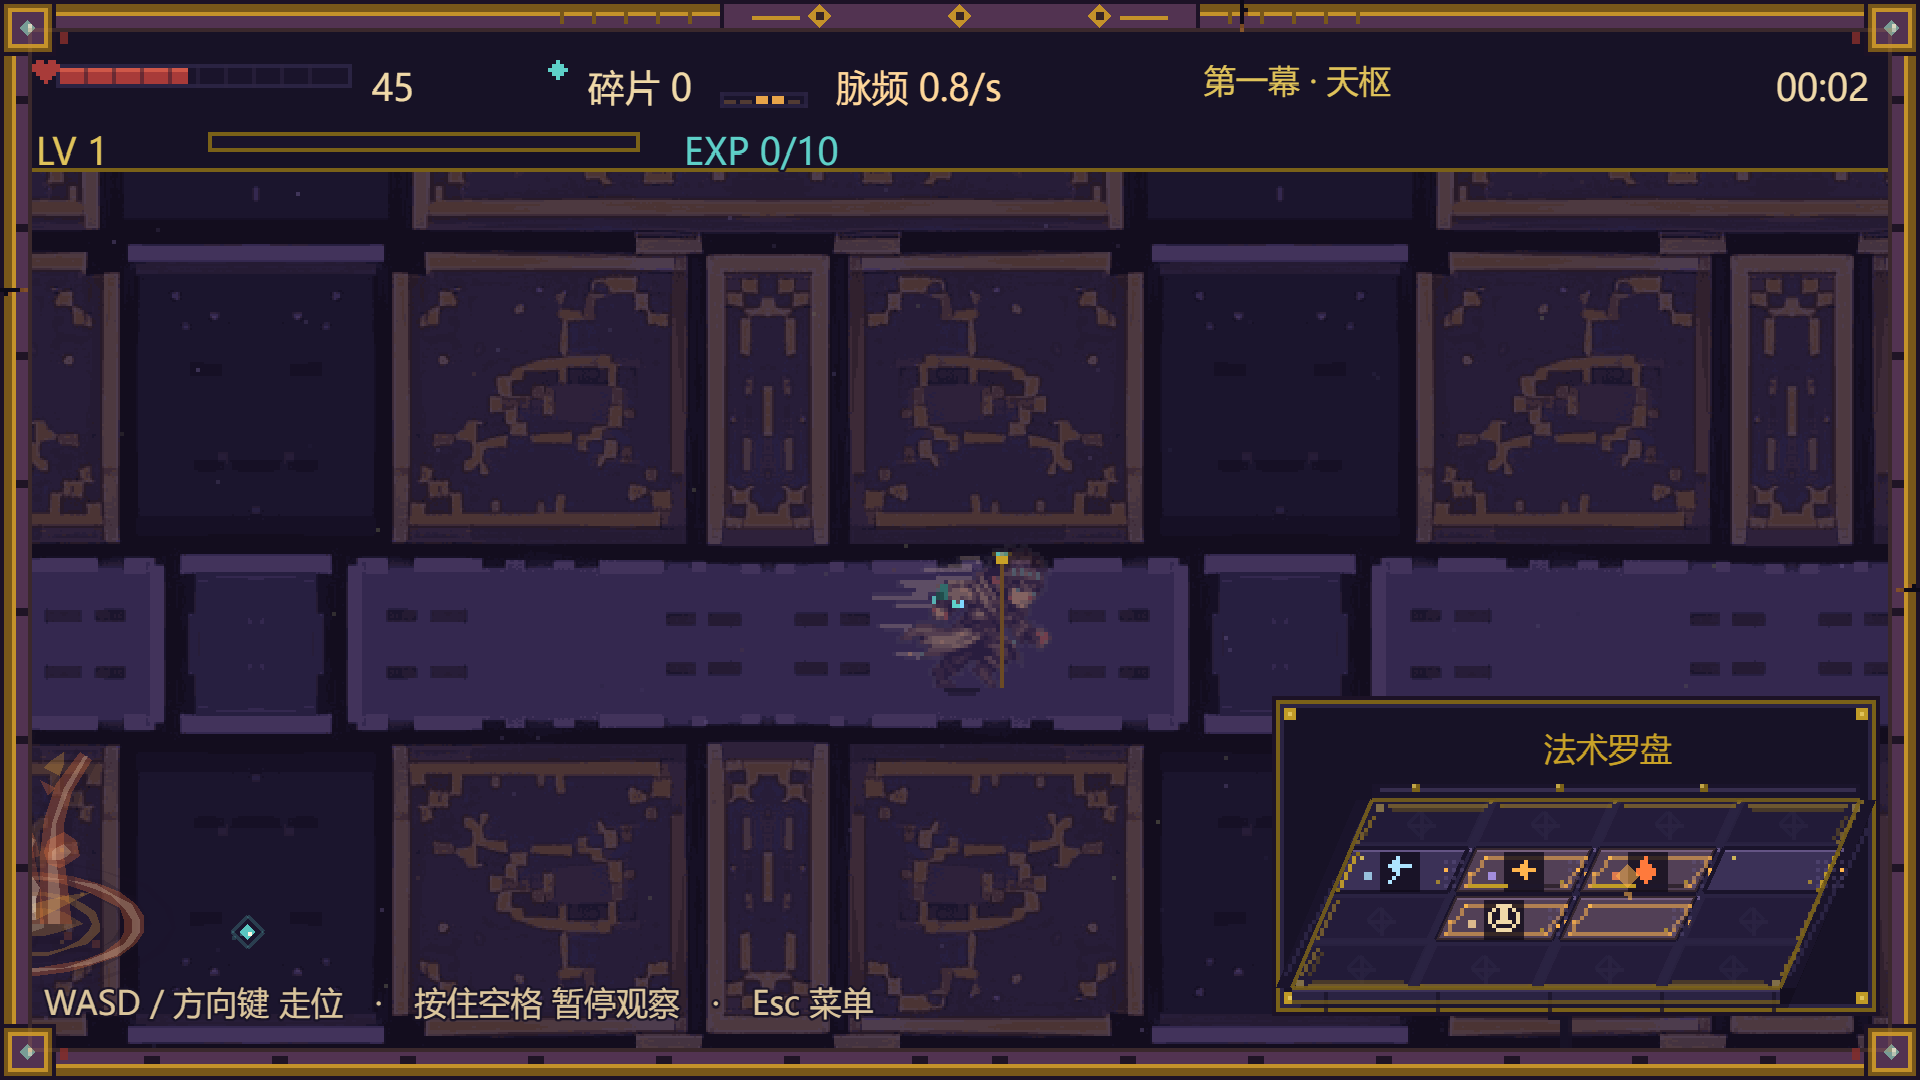 45
碎片 0
脉频 0.8/s
第一幕 · 天枢
00:02
LV 1
EXP 0/10
法术罗盘
WASD / 方向键 走位 · 按住空格 暂停观察 · Esc 菜单